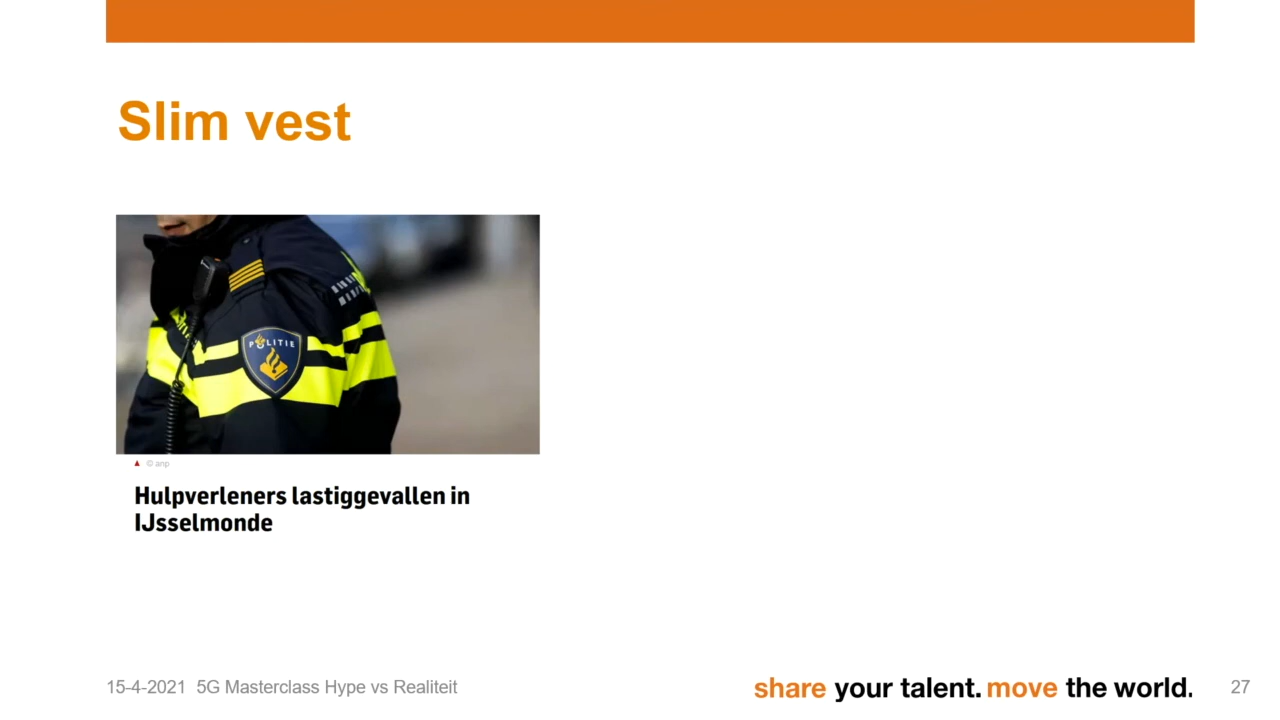 Slim vest
POLITIE
© anp
Hulpverleners lastiggevallen in
IJsselmonde
15-4-2021 5G Masterclass Hype vs Realiteit
share your talent. move the world.
27